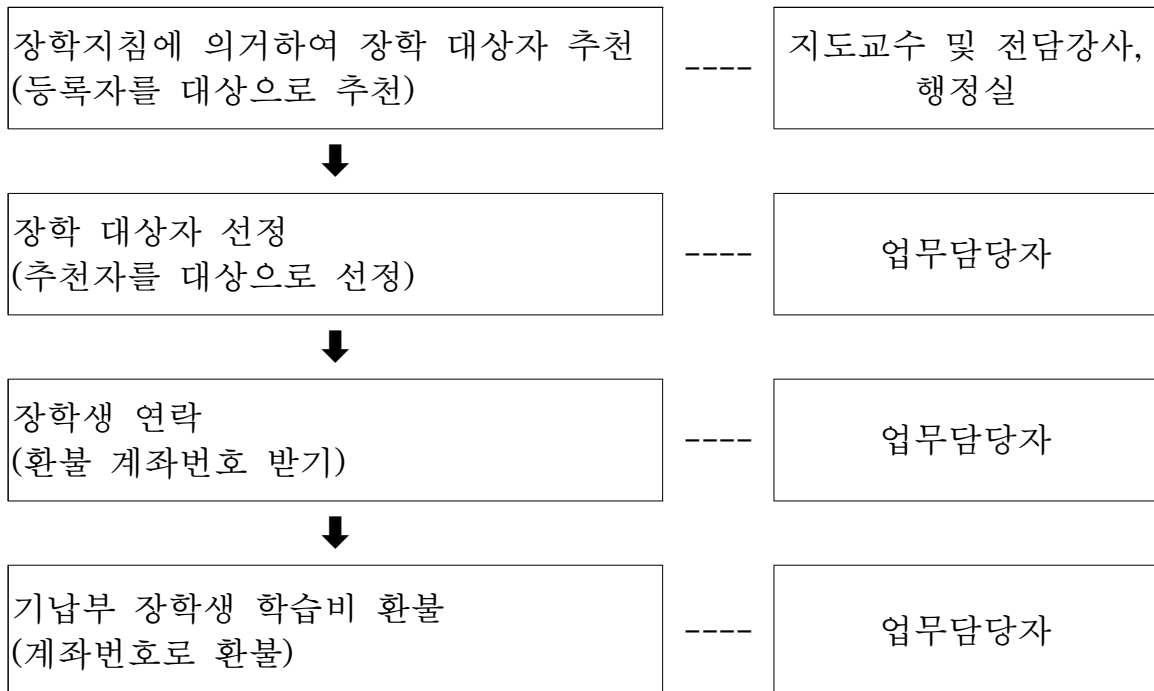 장학지침에 의거하여 장학 대상자 추천
(등록자를 대상으로 추천)
----
지도교수 및 전담강사,
행정실
장학 대상자 선정
(추천자를 대상으로 선정)
----
업무담당자
장학생 연락
(환불 계좌번호 받기)
----
업무담당자
기납부 장학생 학습비 환불
(계좌번호로 환불)
----
업무담당자